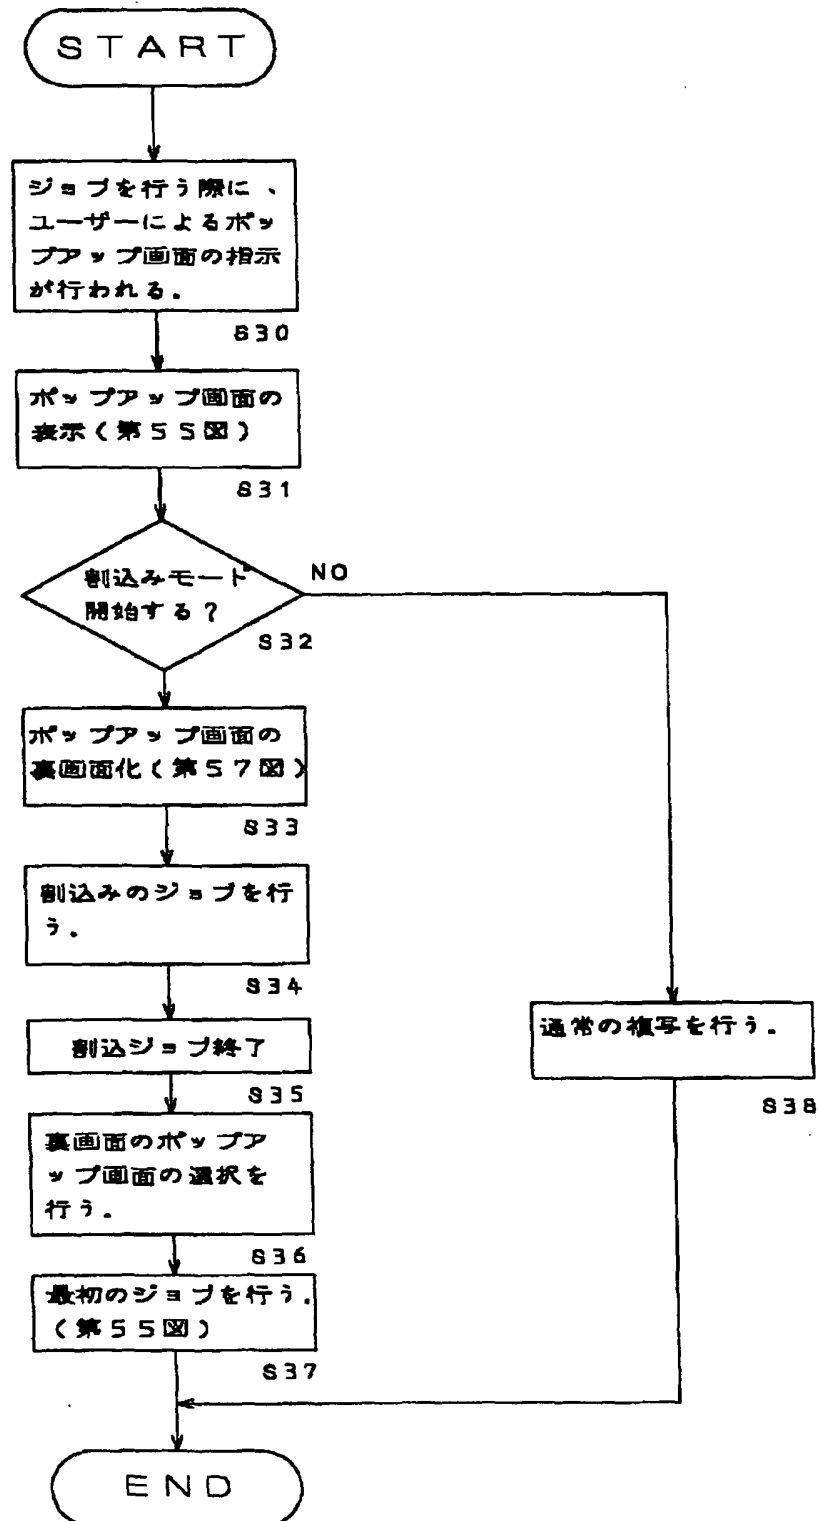 START
ジョブを行う際に、
ユーザーによるポッ
プアップ画面の指示
が行われる.
S30
ポップアップ画面の
表示(第55図)
S31
割込みモード
開始する?
NO
S32
ポップアップ画面の
裏画面化(第57図)
S33
割込みのジョブを行
う.
S34
割込ジョブ終了
S35
裏画面のポップア
ップ画面の選択を
行う.
S36
最初のジョブを行う.
(第55図)
S37
通常の複写を行う.
S38
END